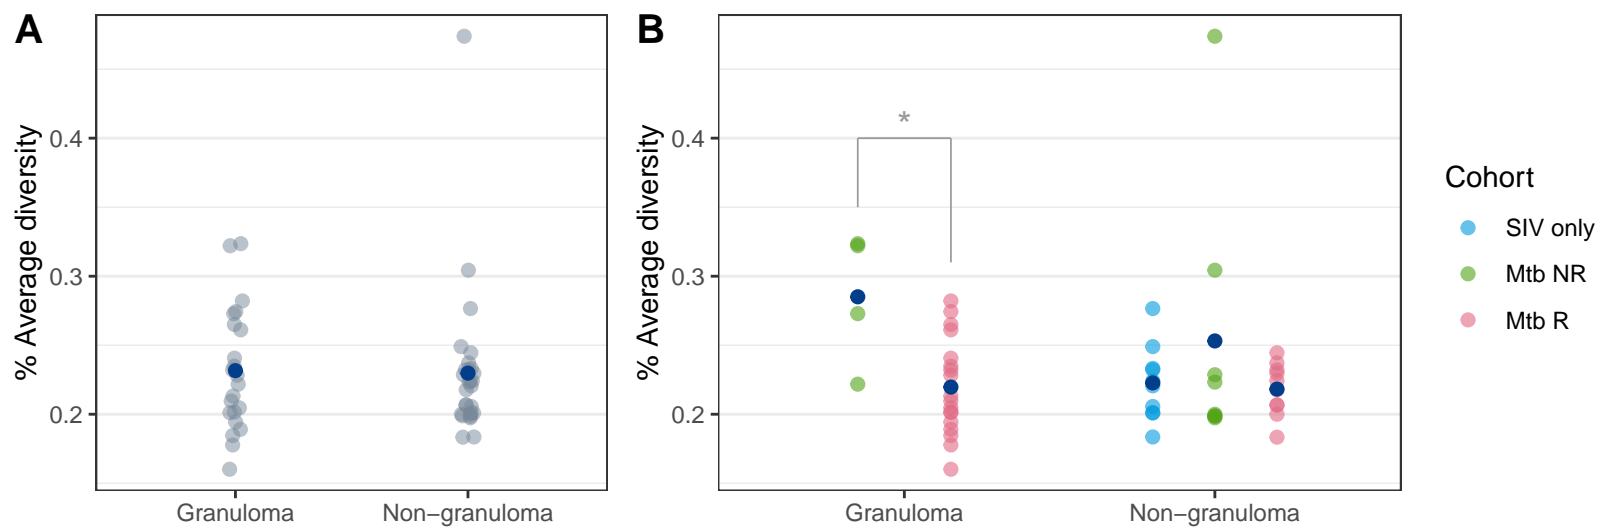 A
% Average diversity
0.4
0.3
0.2
Granuloma
Non−granuloma
B
% Average diversity
0.4
0.3
0.2
*
Granuloma
Non−granuloma
Cohort
SIV only
Mtb NR
Mtb R